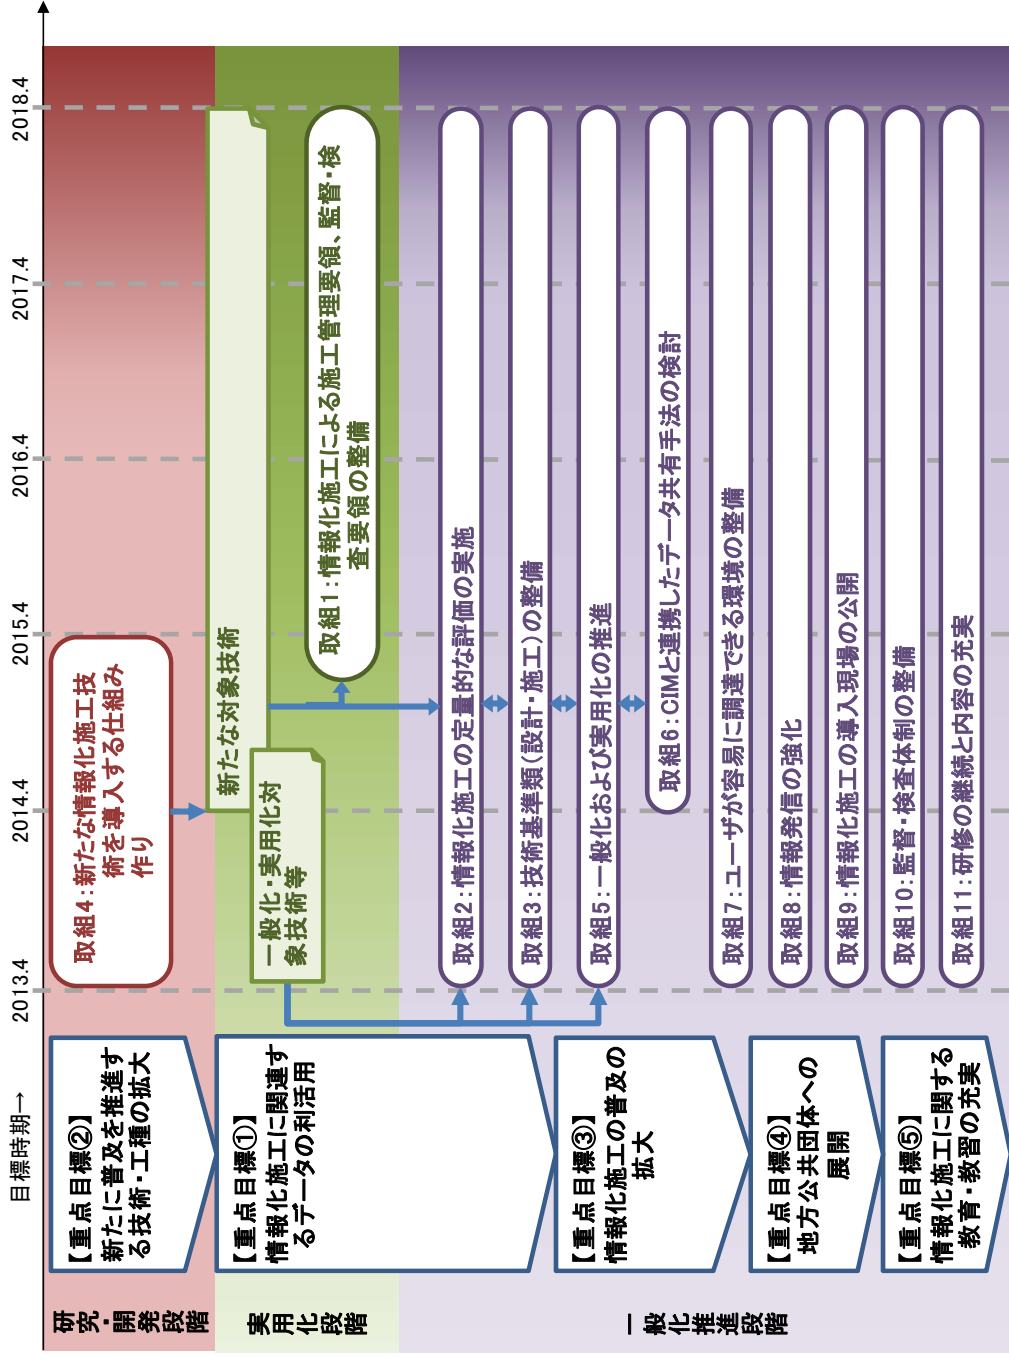 目標時期→
2013.4
2014.4
2015.4
2016.4
2017.4
2018.4
研究・開発段階
【重点目標②】
新たに普及を推進す
る技術・工種の拡大
取組4:新たな情報化施工技
術を導入する仕組み
作り
実用化段階
【重点目標①】
情報化施工に関連す
るデータの利活用
新たな対象技術
一般化・実用化対
象技術等
取組1:情報化施工による施工管理要領、監督・検
査要領の整備
一般化推進段階
取組2:情報化施工の定量的な評価の実施
取組3:技術基準類(設計・施工)の整備
【重点目標③】
情報化施工の普及の
拡大
取組5:一般化および実用化の推進
取組6:CIMと連携したデータ共有手法の検討
取組7:ユーザが容易に調達できる環境の整備
【重点目標④】
地方公共団体への
展開
取組8:情報発信の強化
取組9:情報化施工の導入現場の公開
【重点目標⑤】
情報化施工に関する
教育・教習の充実
取組10:監督・検査体制の整備
取組11:研修の継続と内容の充実